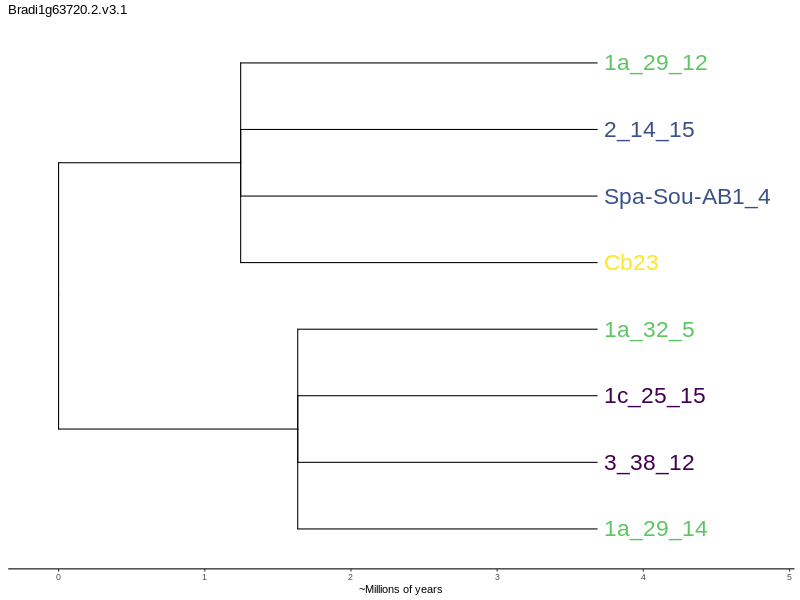 Bradi1g63720.2.v3.1
1a_29_12
2_14_15
Spa-Sou-AB1_4
Cb23
1a_32_5
1c_25_15
3_38_12
1a_29_14
0 1 2 3 4 5
~Millions of years